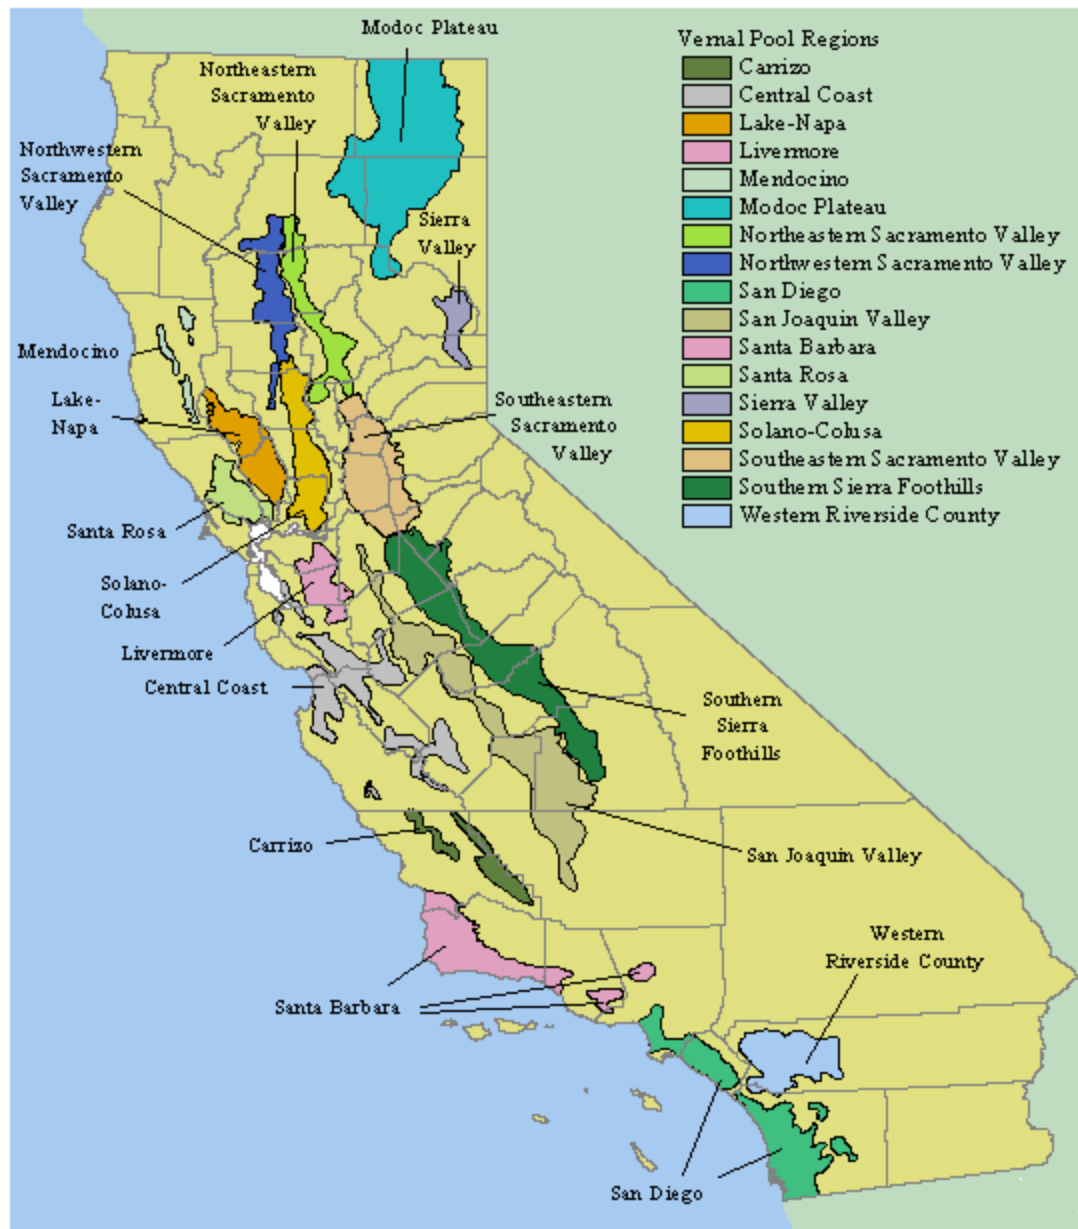 Modoc Plateau
Northeastern
Sacramento
Valley
Northwestern
Sacramento
Valley
Sierra
Valley
Mendocino
Lake-
Napa
Southeastern
Sacramento
Valley
Santa Rosa
Solano-
Colusa
Livermore
Central Coast
Southern
Sierra
Foothills
Carrizo
San Joaquin Valley
Western
Riverside County
Santa Barbara
San Diego
Vernal Pool Regions
Carrizo
Central Coast
Lake-Napa
Livermore
Mendocino
Modoc Plateau
Northeastern Sacramento Valley
Northwestern Sacramento Valley
San Diego
San Joaquin Valley
Santa Barbara
Santa Rosa
Sierra Valley
Solano-Colusa
Southeastern Sacramento Valley
Southern Sierra Foothills
Western Riverside County